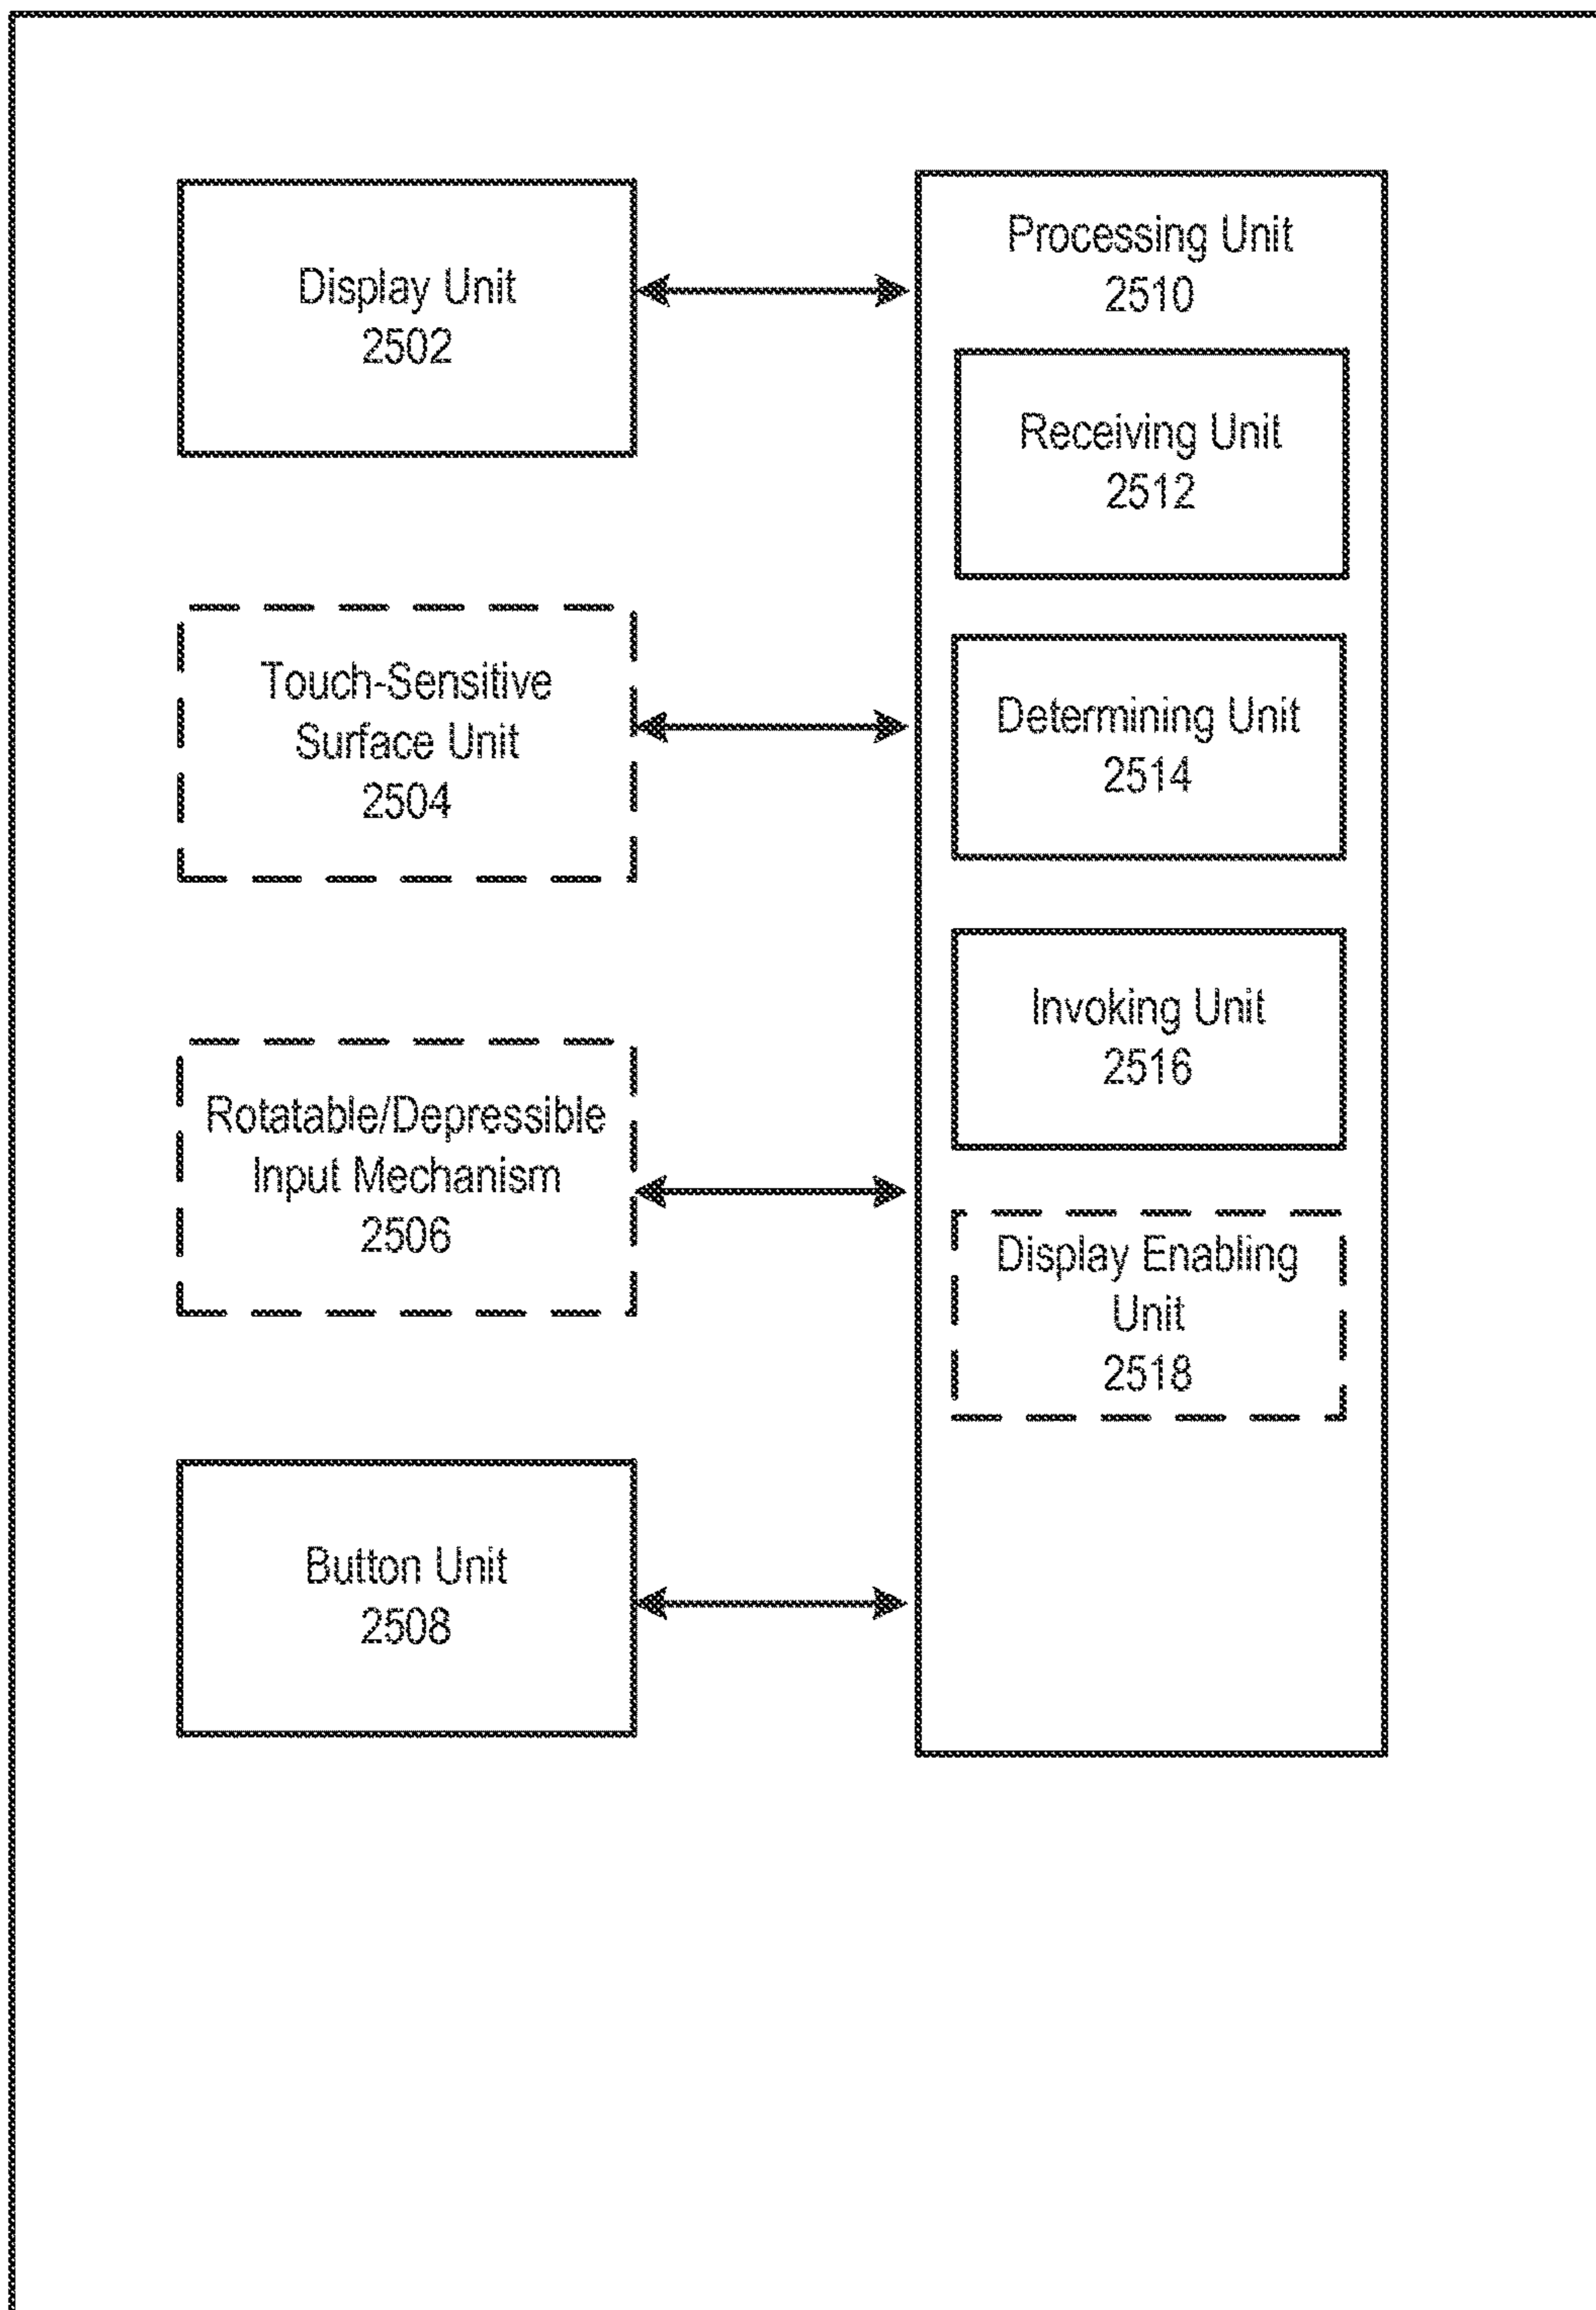 Display Unit
2502
Touch-Sensitive
Surface Unit
2504
Rotatable/Depressible
Input Mechanism
2506
Button Unit
2508
Processing Unit
2510
Receiving Unit
2512
Determining Unit
2514
Invoking Unit
2516
Display Enabling
Unit
2518